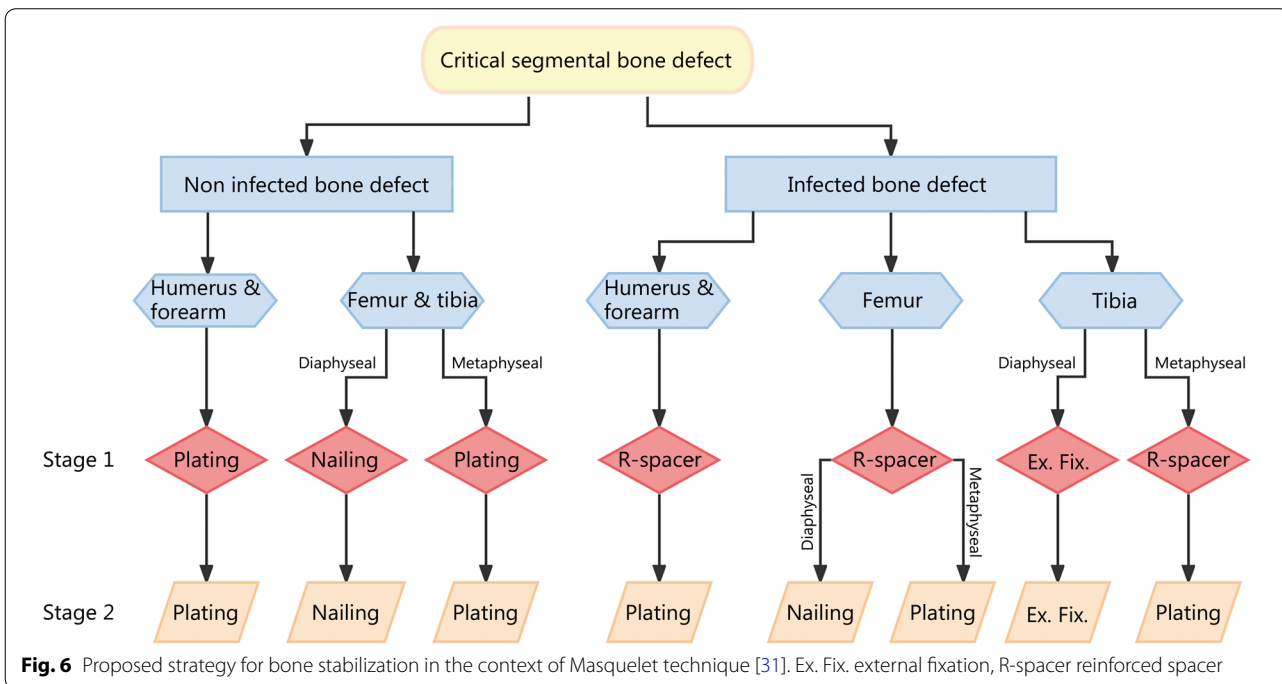 Critical segmental bone defect
Non infected bone defect
Infected bone defect
Humerus &
forearm
Femur & tibia
Humerus &
forearm
Femur
Tibia
Diaphyseal
Metaphyseal
Diaphyseal
Metaphyseal
Stage 1
Plating
Nailing
Plating
R-spacer
R-spacer
Ex. Fix.
R-spacer
Diaphyseal
Metaphyseal
Stage 2
Plating
Nailing
Plating
Plating
Nailing
Plating
Ex. Fix.
Plating
Fig. 6 Proposed strategy for bone stabilization in the context of Masquelet technique [31]. Ex. Fix. external fixation, R-spacer reinforced spacer